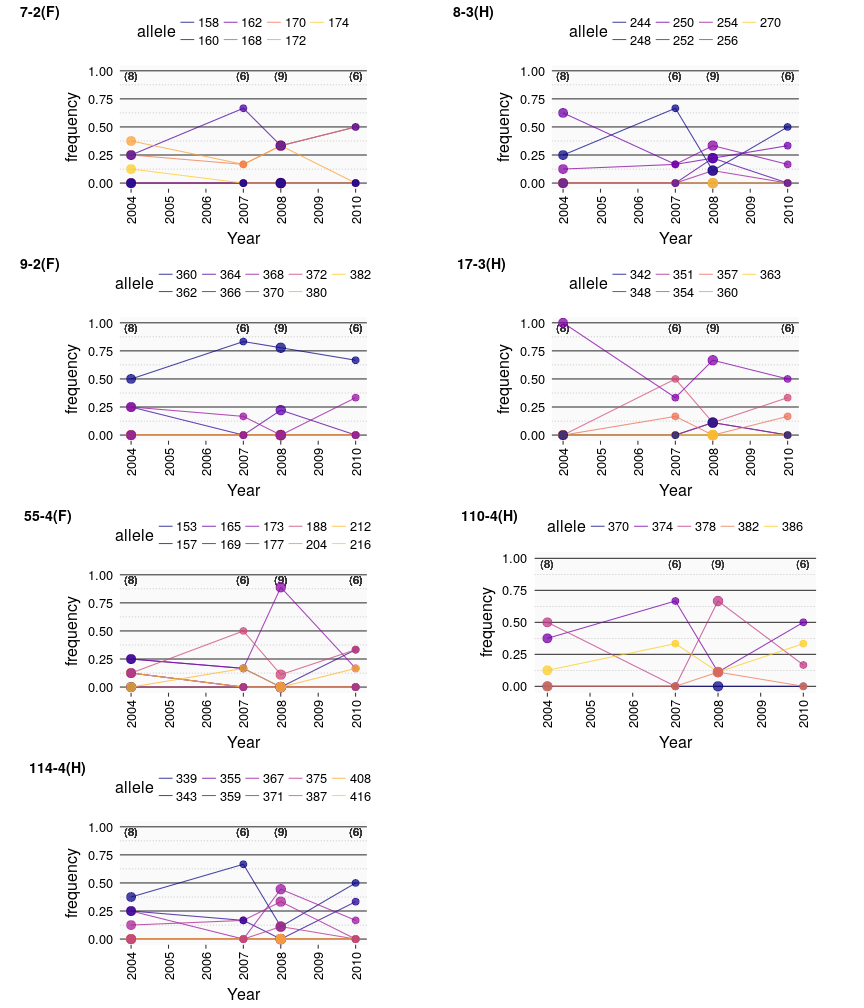 7-2(F)
allele 158 162 170 174
160 168 172
1.00 (8) (6) (9) (6)
0.75
0.50
0.25
0.00
frequency
2004 2005 2006 2007 2008 2009 2010
Year
8-3(H)
allele 244 250 254 270
248 252 256
1.00 (8) (6) (9) (6)
0.75
0.50
0.25
0.00
frequency
2004 2005 2006 2007 2008 2009 2010
Year
9-2(F)
allele 360 364 368 372 382
362 366 370 380
1.00 (8) (6) (9) (6)
0.75
0.50
0.25
0.00
frequency
2004 2005 2006 2007 2008 2009 2010
Year
17-3(H)
allele 342 351 357 363
348 354 360
1.00 (8) (6) (9) (6)
0.75
0.50
0.25
0.00
frequency
2004 2005 2006 2007 2008 2009 2010
Year
55-4(F)
allele 153 165 173 188 212
157 169 177 204 216
1.00 (8) (6) (9) (6)
0.75
0.50
0.25
0.00
frequency
2004 2005 2006 2007 2008 2009 2010
Year
110-4(H)
allele 370 374 378 382 386
1.00 (8) (6) (9) (6)
0.75
0.50
0.25
0.00
frequency
2004 2005 2006 2007 2008 2009 2010
Year
114-4(H)
allele 339 355 367 375 408
343 359 371 387 416
1.00 (8) (6) (9) (6)
0.75
0.50
0.25
0.00
frequency
2004 2005 2006 2007 2008 2009 2010
Year